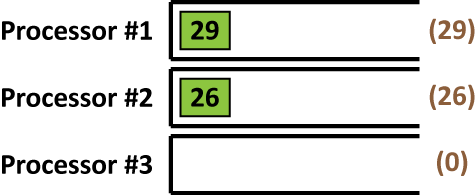 Processor #1 29 (29)
Processor #2 26 (26)
Processor #3 (0)